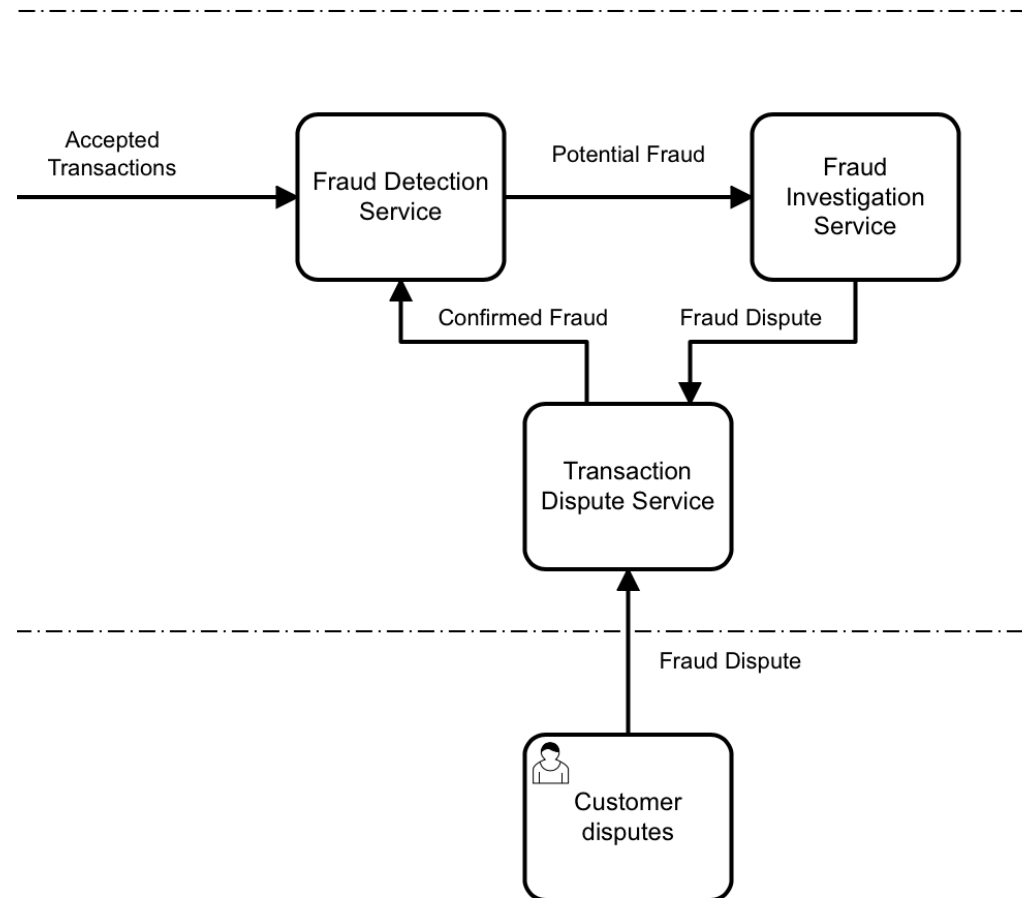 Accepted
Transactions
Fraud Detection
Service
Potential Fraud
Fraud
Investigation
Service
Confirmed Fraud
Fraud Dispute
Transaction
Dispute Service
Fraud Dispute
Customer
disputes